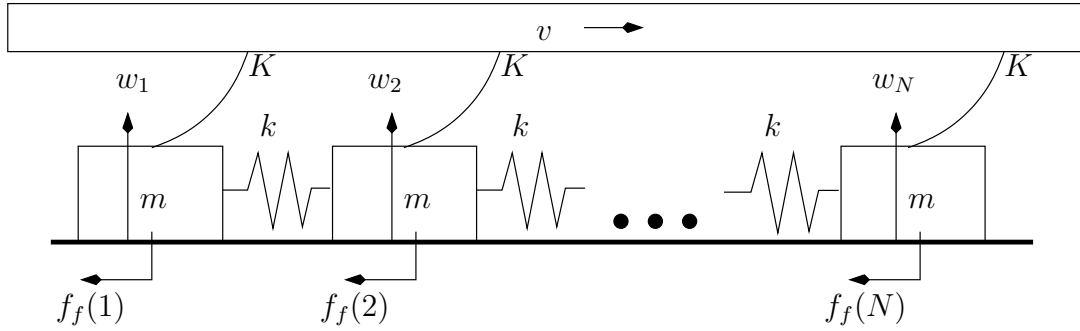 v
K K K
w_1 w_2 w_N
k k k
m m m
f_f(1) f_f(2) f_f(N)